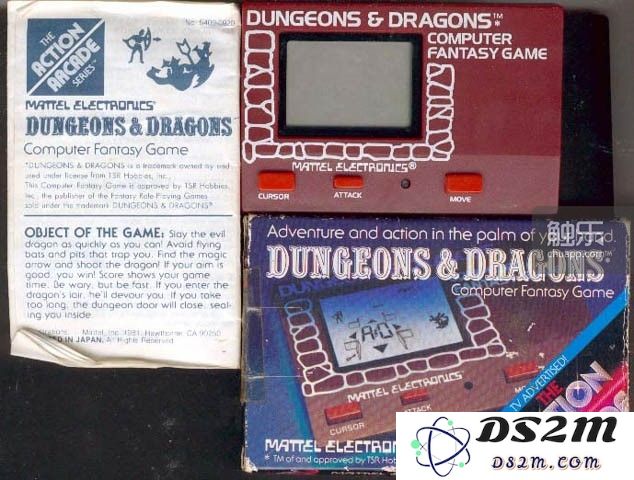 No. 5409-0920
THE
ACTION
ARCADE
SERIES™
MATTEL ELECTRONICS®
DUNGEONS & DRAGONS
Computer Fantasy Game
*DUNGEONS & DRAGONS is a trademark owned by and
used under license from TSR Hobbies, Inc.,
This Computer Fantasy Game is approved by TSR Hobbies,
Inc., the publisher of the Fantasy Role Playing Games
sold under the trademark DUNGEONS & DRAGONS®
OBJECT OF THE GAME: Slay the evil
dragon as quickly as you can! Avoid flying
bats and pits that trap you. Find the magic
arrow and shoot the dragon! If your aim is
good, you win! Score shows your game
time. Be wary, but be fast. If you enter the
dragon's lair, he'll devour you. If you take
too long, the dungeon door will close, seal-
ing you inside.
Mattel, Inc. 1981, Hawthorne, CA 90250
IN JAPAN. All Rights Reserved.
DUNGEONS & DRAGONS™*
COMPUTER
FANTASY GAME
MATTEL ELECTRONICS®
CURSOR
ATTACK
MOVE
触乐
chuapp.com
Adventure and action in the palm of
DUNGEONS & DRAGONS
Computer Fantasy Game
MATTEL ELECTRONICS
CURSOR
ATTACK
TV ADVERTISED!
THE
MATTEL ELECTRON
* TM of and approved by TSR Hob
DS2m
DS2m.com